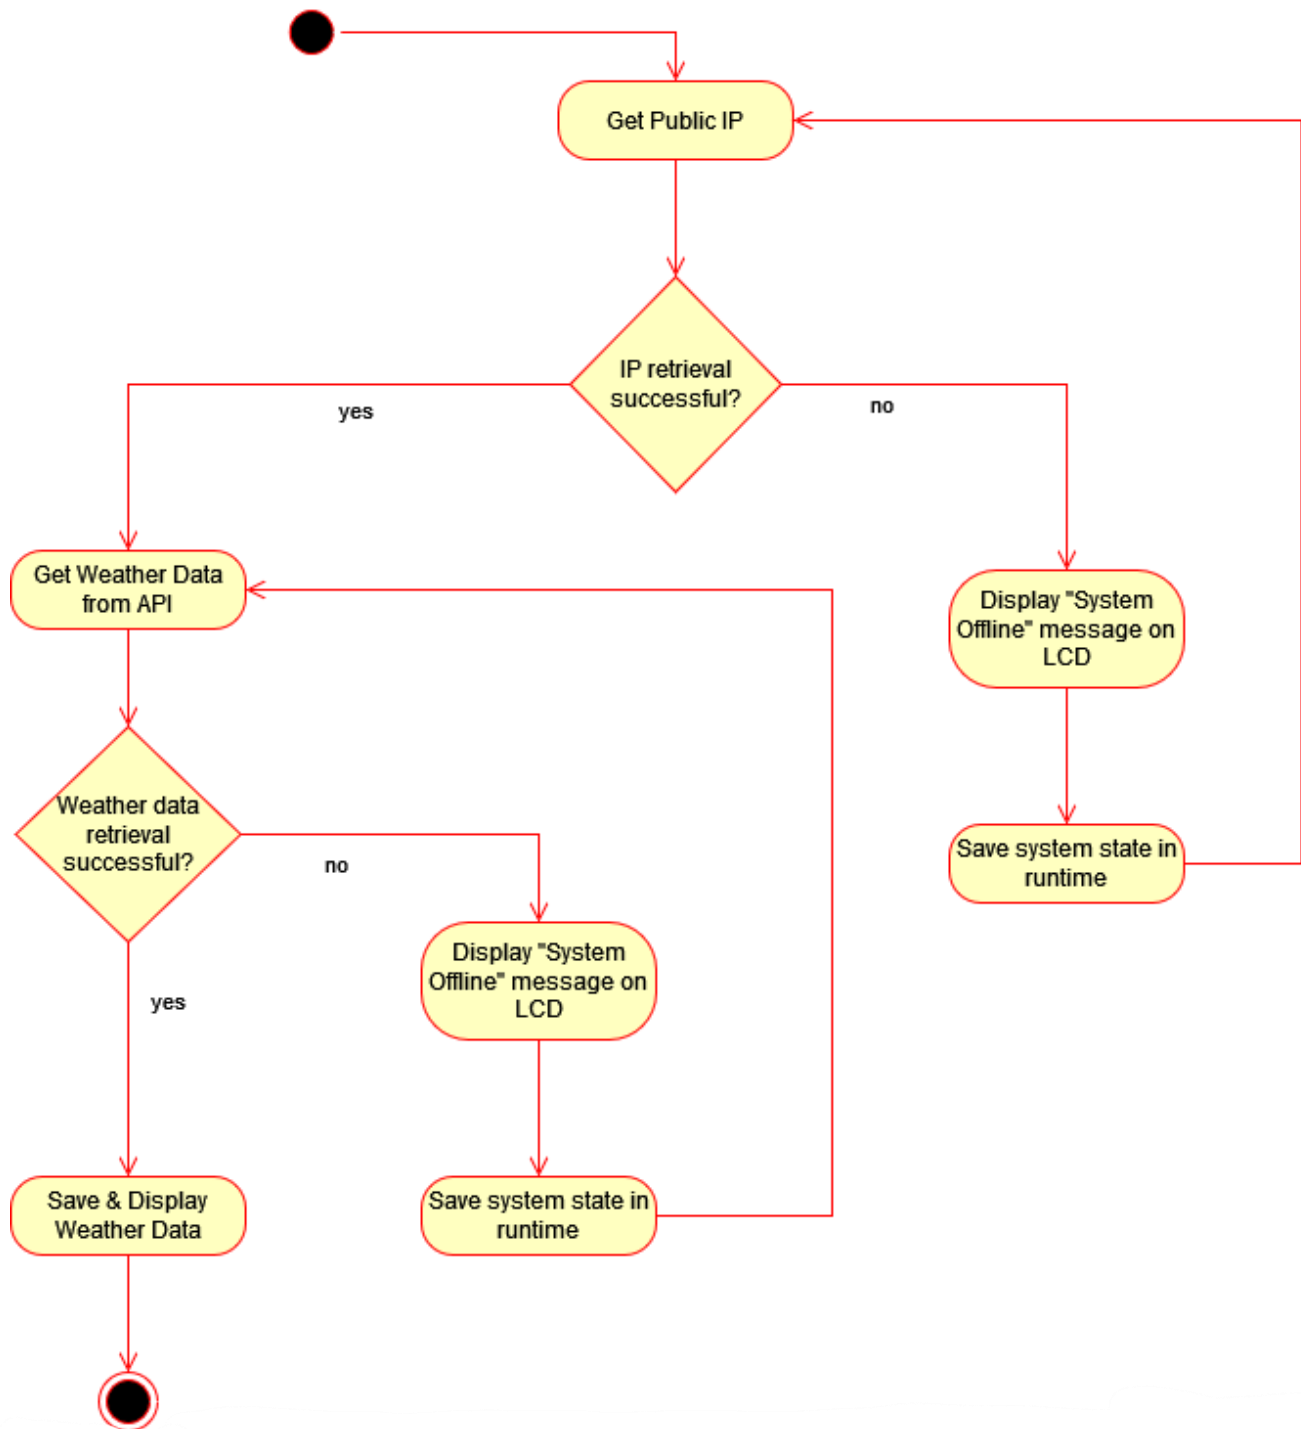 Get Public IP
IP retrieval
successful?
yes
no
Get Weather Data
from API
Display "System
Offline" message on
LCD
Weather data
retrieval
successful?
no
Save system state in
runtime
Display "System
Offline" message on
LCD
yes
Save & Display
Weather Data
Save system state in
runtime